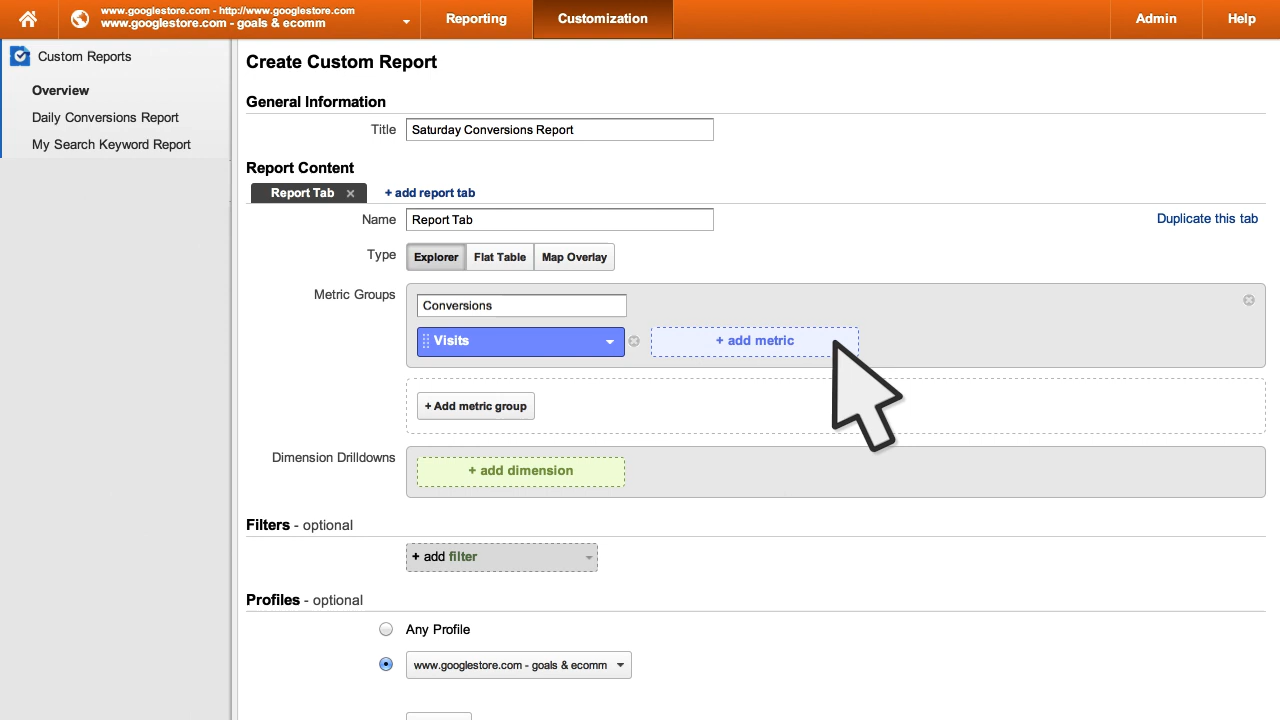 www.googlestore.com - http://www.googlestore.com
www.googlestore.com - goals & ecomm
Reporting
Customization
Admin
Help
Custom Reports
Overview
Daily Conversions Report
My Search Keyword Report
Create Custom Report
General Information
Title Saturday Conversions Report
Report Content
Report Tab + add report tab
Name Report Tab Duplicate this tab
Type Explorer Flat Table Map Overlay
Metric Groups Conversions
Visits + add metric
+ Add metric group
Dimension Drilldowns + add dimension
Filters - optional
+ add filter
Profiles - optional
Any Profile
www.googlestore.com - goals & ecomm